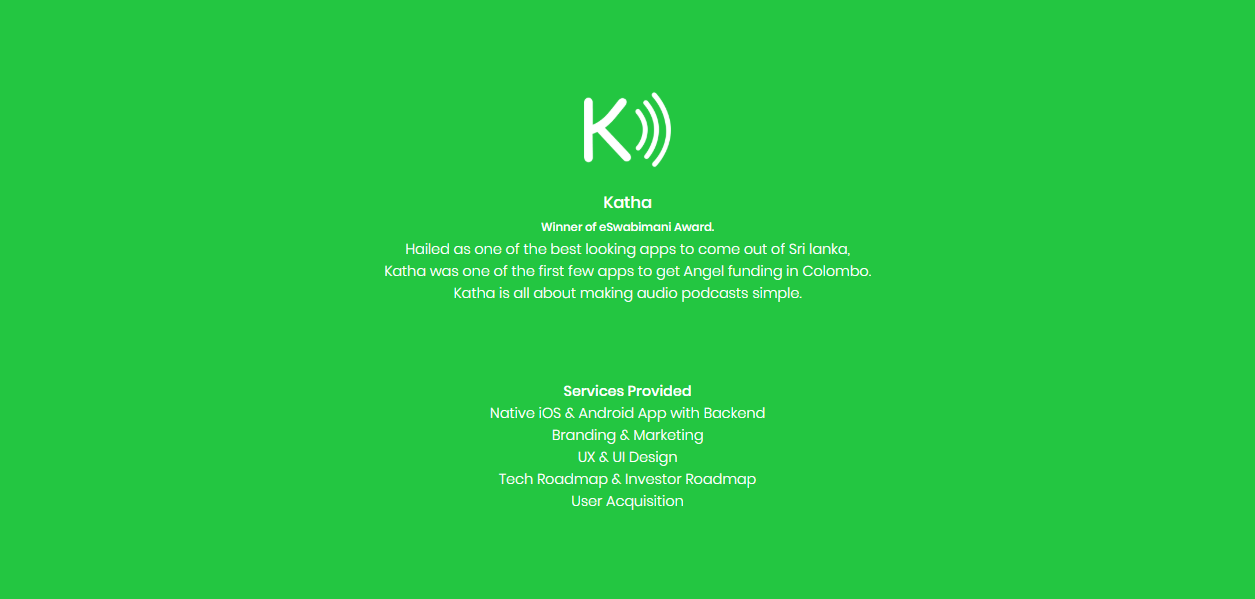 K
Katha
Winner of eSwabimani Award.
Hailed as one of the best looking apps to come out of Sri lanka,
Katha was one of the first few apps to get Angel funding in Colombo.
Katha is all about making audio podcasts simple.
Services Provided
Native iOS & Android App with Backend
Branding & Marketing
UX & UI Design
Tech Roadmap & Investor Roadmap
User Acquisition